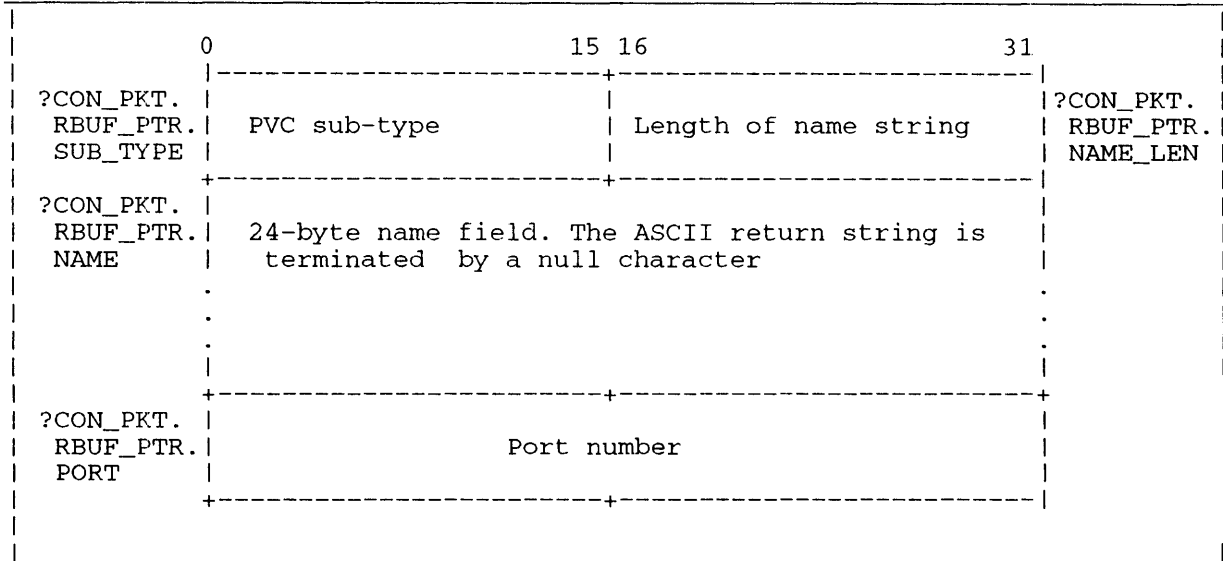 0 15 16 31
?CON_PKT. ?CON_PKT.
RBUF_PTR. PVC sub-type Length of name string RBUF_PTR.
SUB_TYPE NAME_LEN
?CON_PKT.
RBUF_PTR. 24-byte name field. The ASCII return string is
NAME terminated by a null character
?CON_PKT.
RBUF_PTR. Port number
PORT